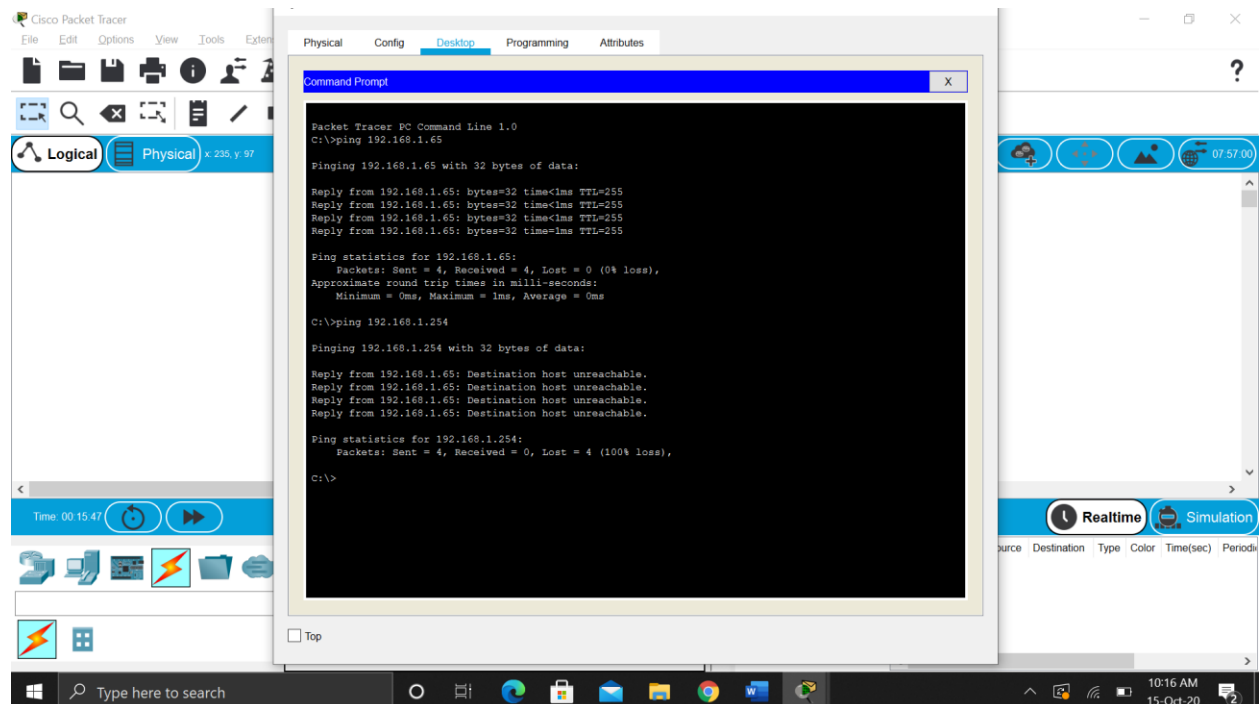 Cisco Packet Tracer
File Edit Options View Tools Exten
Physical Config Desktop Programming Attributes
Command Prompt X
?
Logical Physical x: 235, y: 97 07:57:00
Packet Tracer PC Command Line 1.0
C:\>ping 192.168.1.65
Pinging 192.168.1.65 with 32 bytes of data:
Reply from 192.168.1.65: bytes=32 time<1ms TTL=255
Reply from 192.168.1.65: bytes=32 time<1ms TTL=255
Reply from 192.168.1.65: bytes=32 time<1ms TTL=255
Reply from 192.168.1.65: bytes=32 time=1ms TTL=255
Ping statistics for 192.168.1.65:
Packets: Sent = 4, Received = 4, Lost = 0 (0% loss),
Approximate round trip times in milli-seconds:
Minimum = 0ms, Maximum = 1ms, Average = 0ms
C:\>ping 192.168.1.254
Pinging 192.168.1.254 with 32 bytes of data:
Reply from 192.168.1.65: Destination host unreachable.
Reply from 192.168.1.65: Destination host unreachable.
Reply from 192.168.1.65: Destination host unreachable.
Reply from 192.168.1.65: Destination host unreachable.
Ping statistics for 192.168.1.254:
Packets: Sent = 4, Received = 0, Lost = 4 (100% loss),
C:\>
Time: 00:15:47 Realtime Simulation
ource Destination Type Color Time(sec) Periodi
Top
Type here to search
10:16 AM
15-Oct-20
2